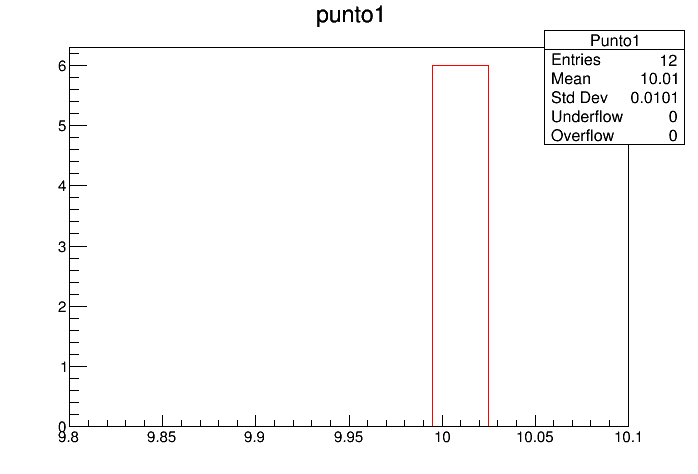 punto1
Punto1
Entries 12
Mean 10.01
Std Dev 0.0101
Underflow 0
Overflow 0
6
5
4
3
2
1
0
9.8 9.85 9.9 9.95 10 10.05 10.1